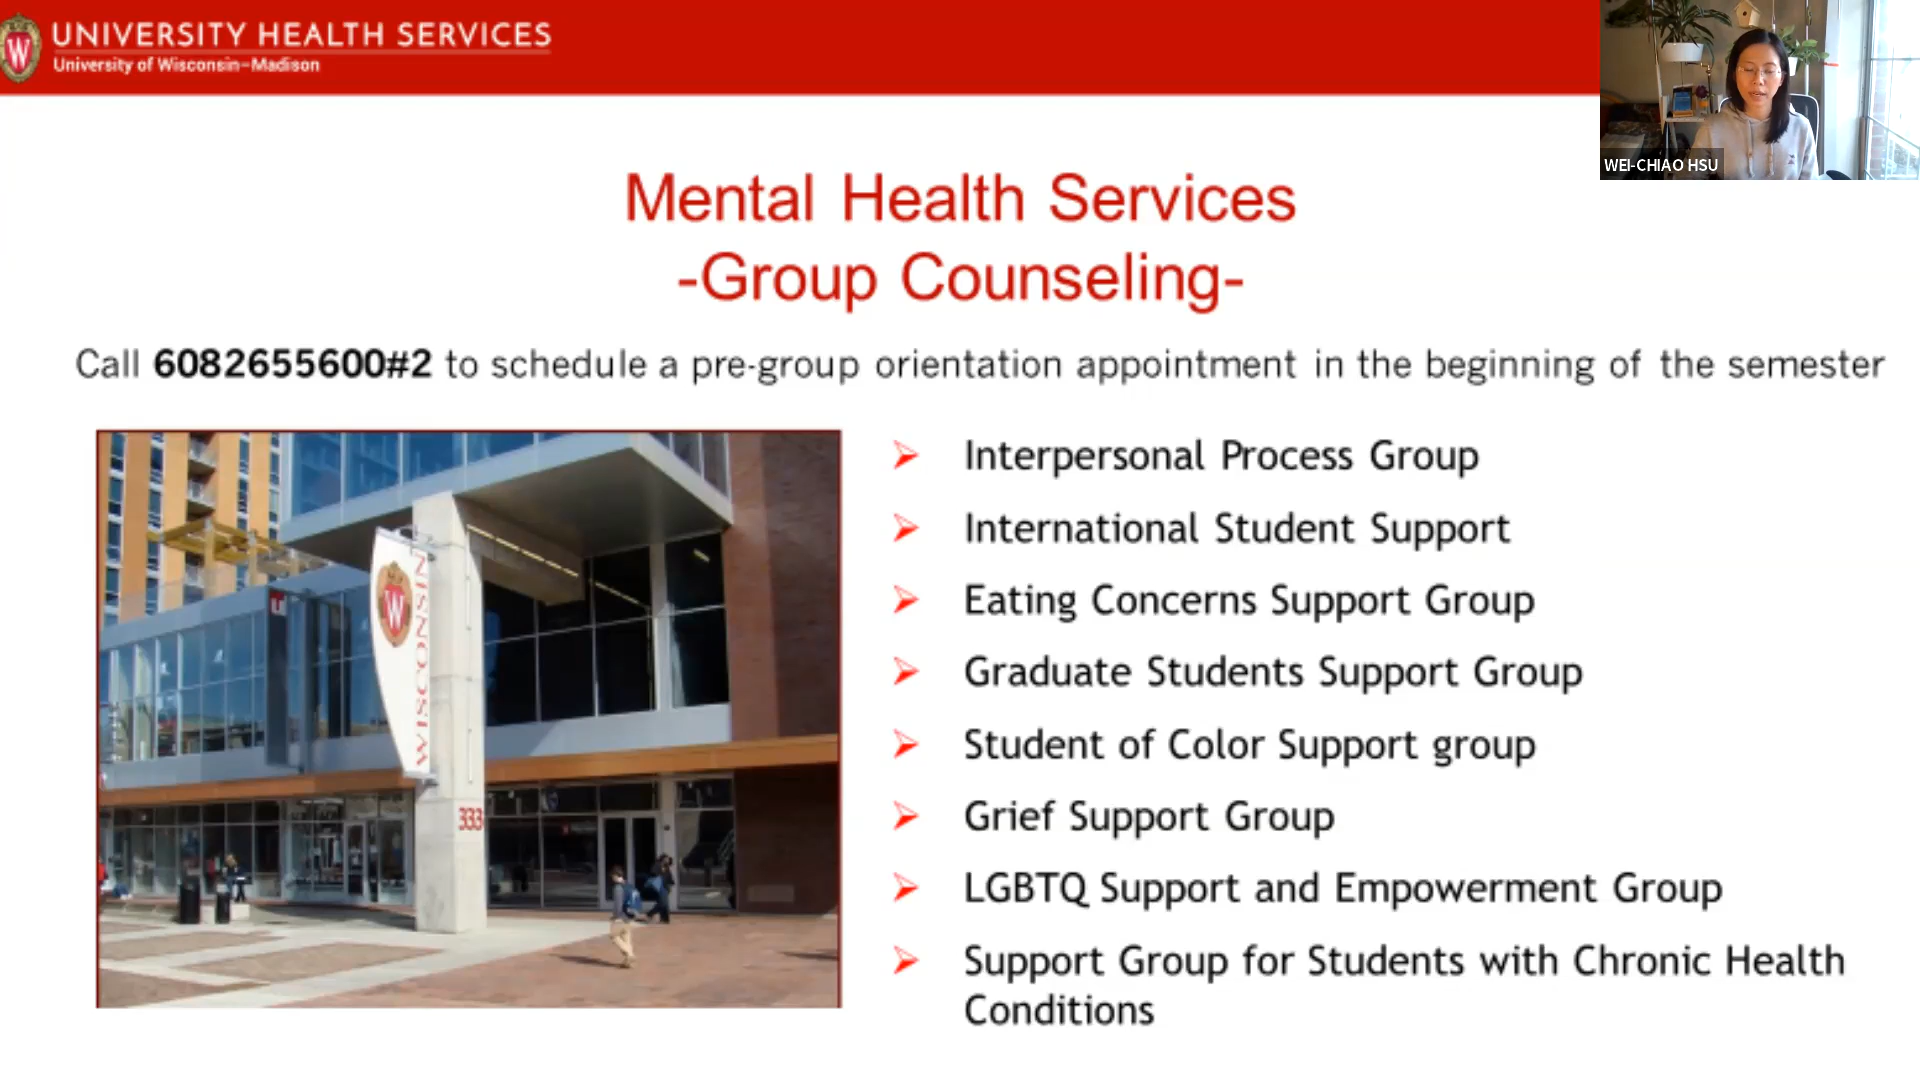 UNIVERSITY HEALTH SERVICES
University of Wisconsin–Madison
W
WEI-CHIAO HSU
Mental Health Services
-Group Counseling-
Call 6082655600#2 to schedule a pre-group orientation appointment in the beginning of the semester
Interpersonal Process Group
International Student Support
Eating Concerns Support Group
Graduate Students Support Group
Student of Color Support group
Grief Support Group
LGBTQ Support and Empowerment Group
Support Group for Students with Chronic Health
Conditions
W
WISCONSIN
333